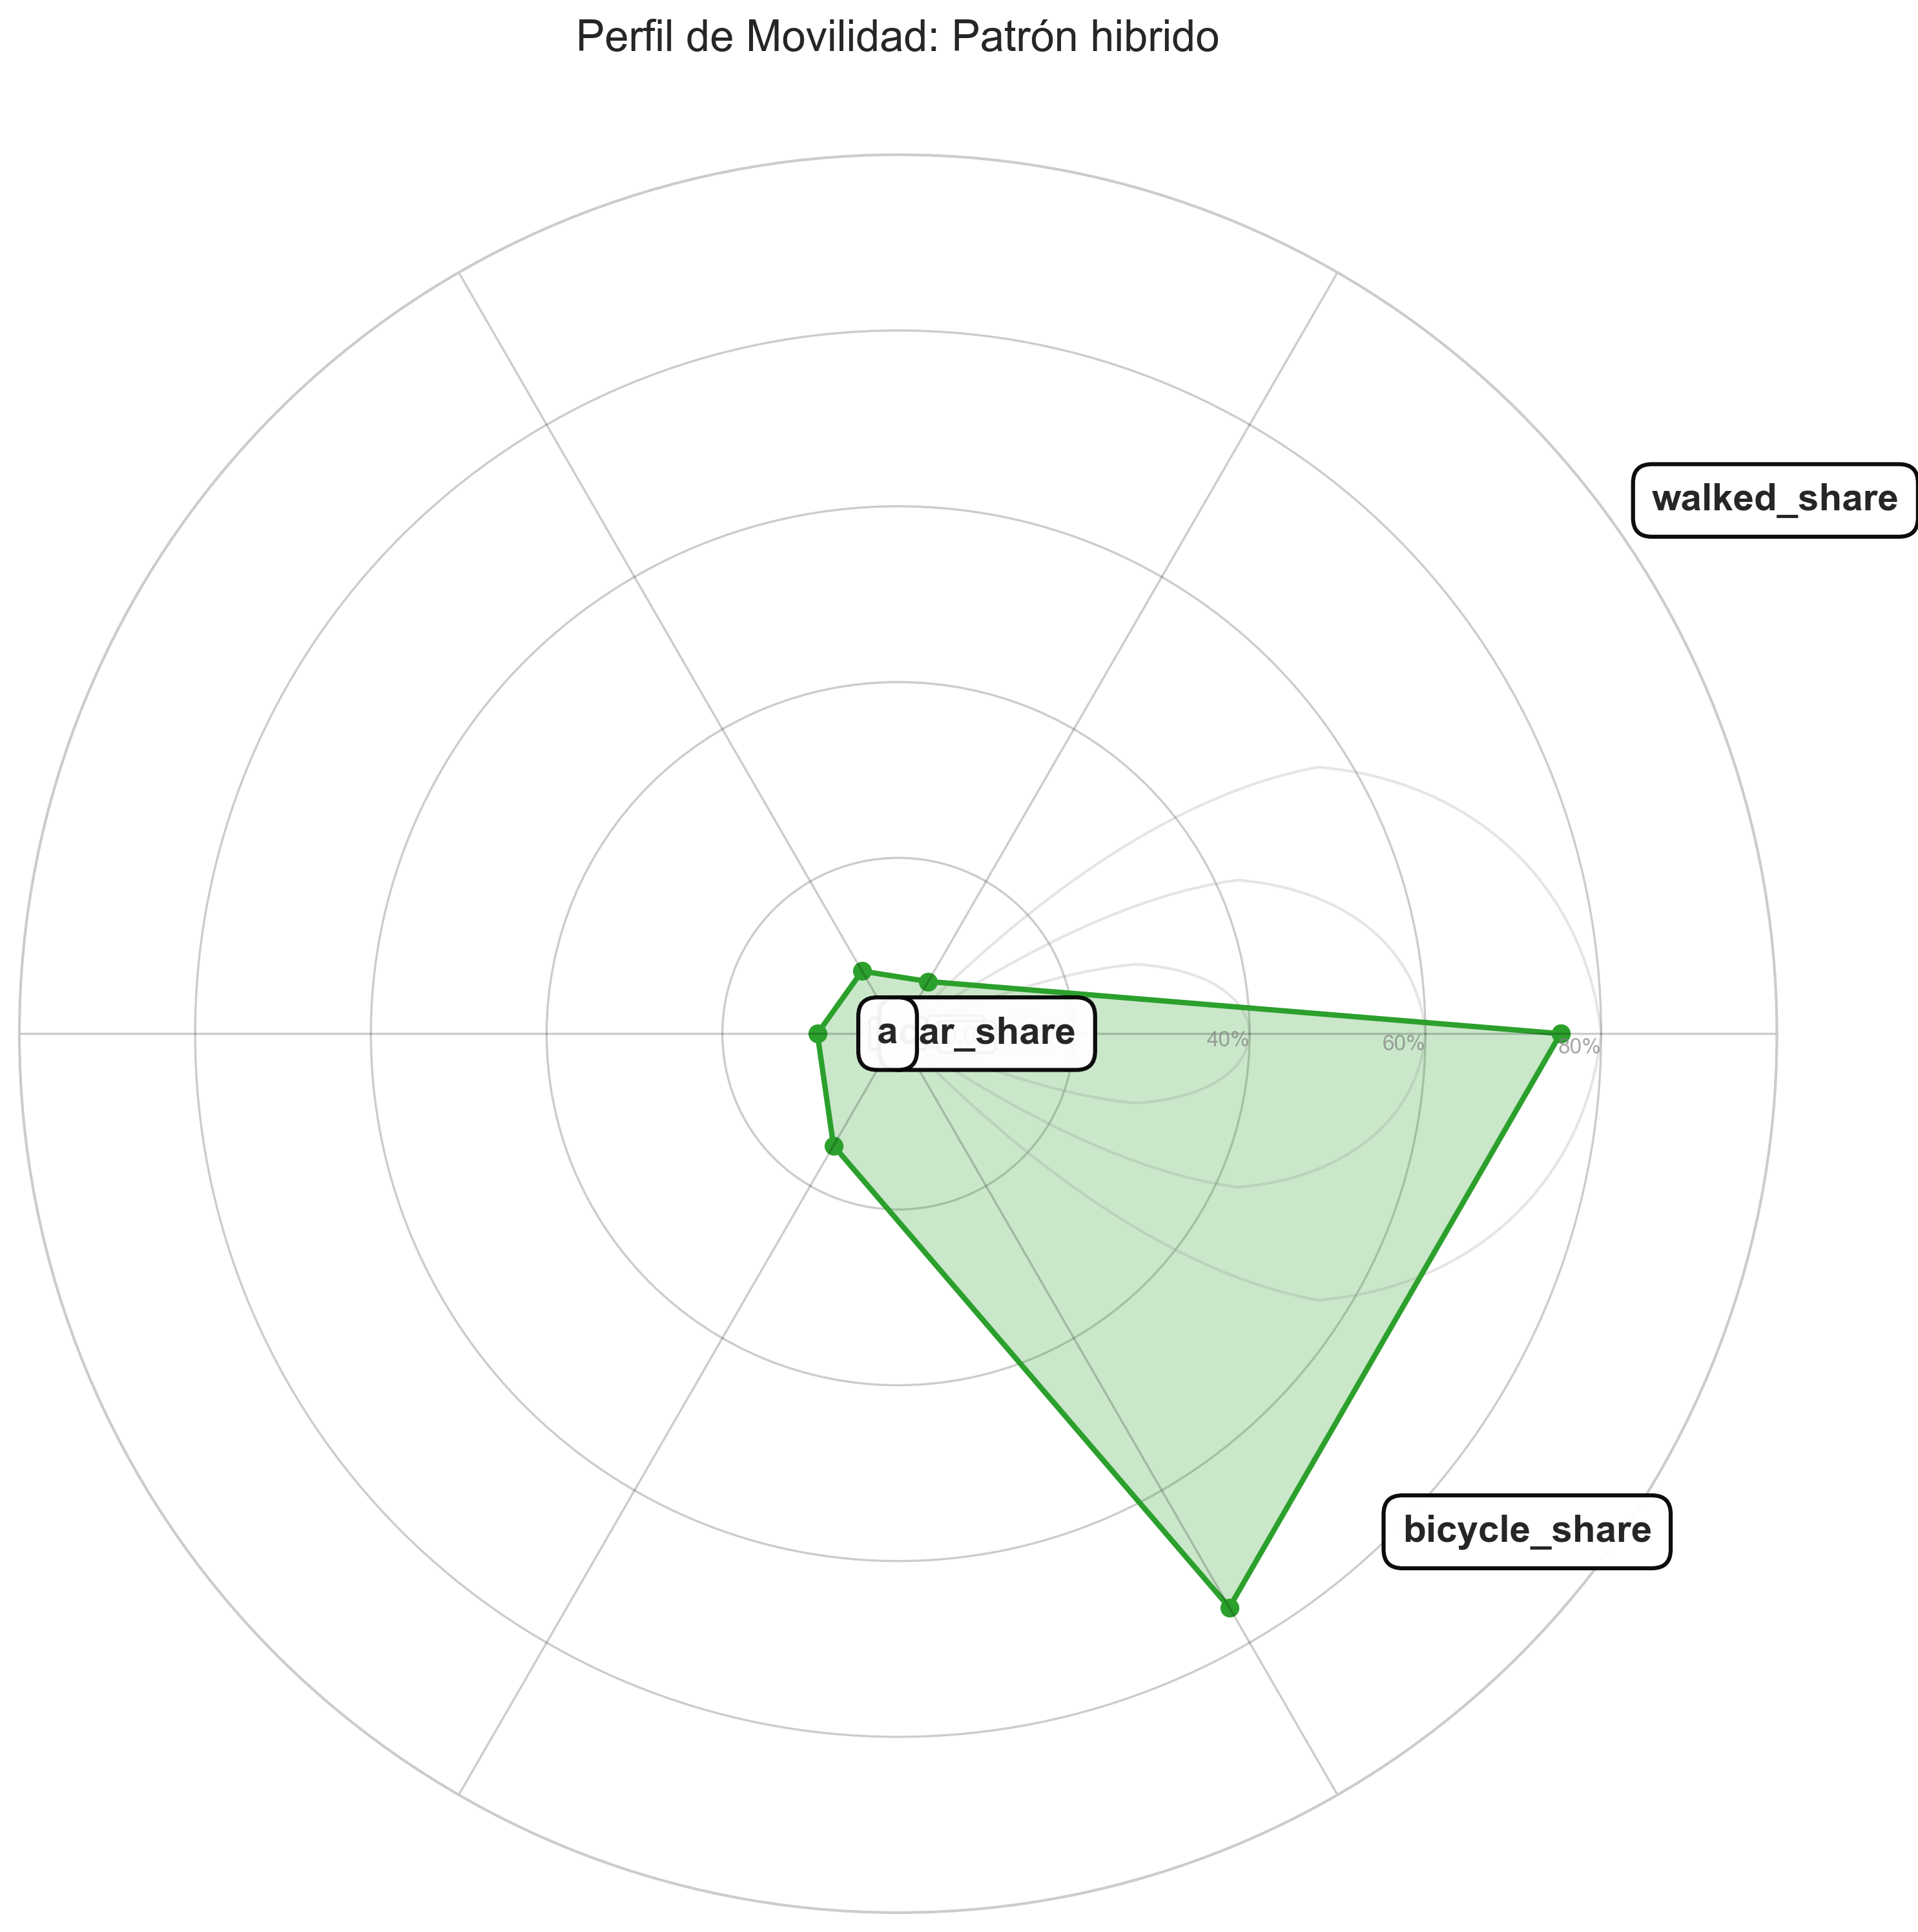 Perfil de Movilidad: Patrón hibrido
walked_share
a ar_share
40%
60%
80%
bicycle_share